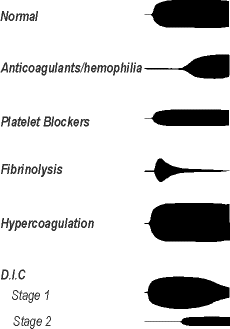 Normal
Anticoagulants/hemophilia
Platelet Blockers
Fibrinolysis
Hypercoagulation
D.I.C
Stage 1
Stage 2